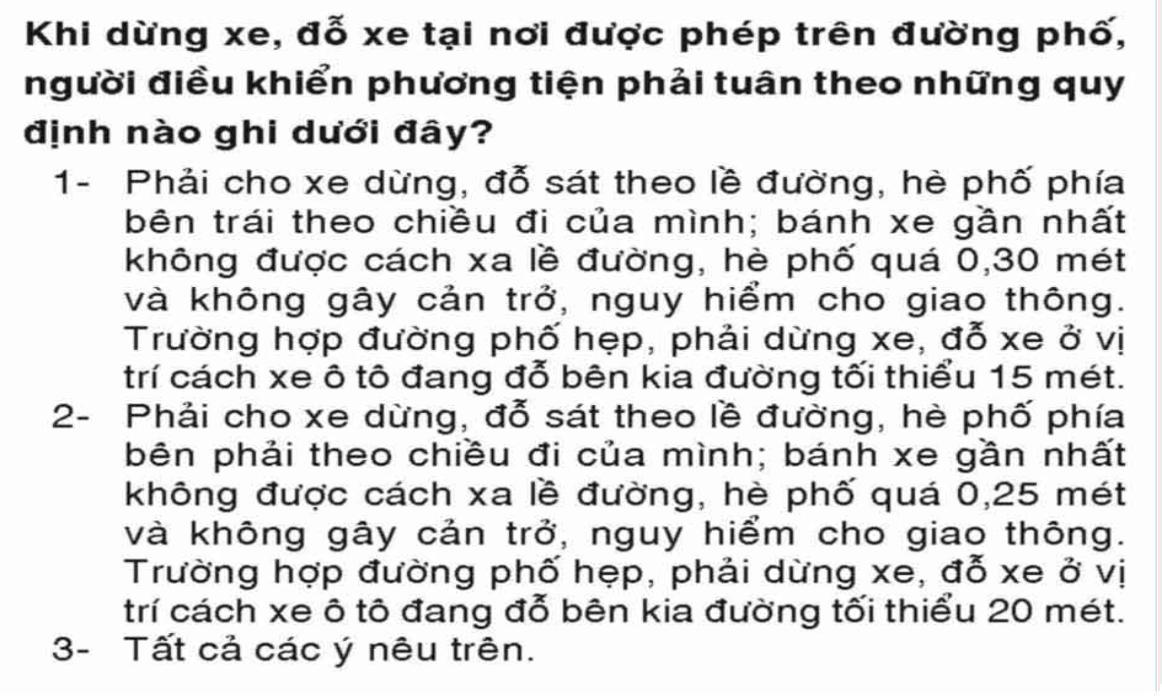 Khi dừng xe, đỗ xe tại nơi được phép trên đường phố,
người điều khiển phương tiện phải tuân theo những quy
định nào ghi dưới đây?
1- Phải cho xe dừng, đỗ sát theo lề đường, hè phố phía
bên trái theo chiều đi của mình; bánh xe gần nhất
không được cách xa lề đường, hè phố quá 0,30 mét
và không gây cản trở, nguy hiểm cho giao thông.
Trường hợp đường phố hẹp, phải dừng xe, đỗ xe ở vị
trí cách xe ô tô đang đỗ bên kia đường tối thiểu 15 mét.
2- Phải cho xe dừng, đỗ sát theo lề đường, hè phố phía
bên phải theo chiều đi của mình; bánh xe gần nhất
không được cách xa lề đường, hè phố quá 0,25 mét
và không gây cản trở, nguy hiểm cho giao thông.
Trường hợp đường phố hẹp, phải dừng xe, đỗ xe ở vị
trí cách xe ô tô đang đỗ bên kia đường tối thiểu 20 mét.
3- Tất cả các ý nêu trên.